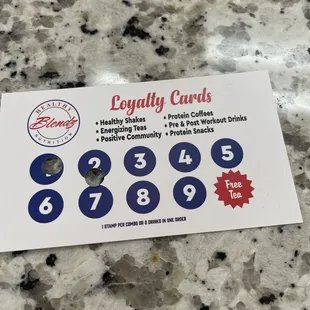 Loyalty Cards
HEALTHY
Blendz
NUTRITION
• Healthy Shakes
• Energizing Teas
• Positive Community
• Protein Coffees
• Pre & Post Workout Drinks
• Protein Snacks
1 2 3 4 5
6 7 8 9 Free
Tea
1 STAMP PER COMBO OR 2 DRINKS IN ONE ORDER